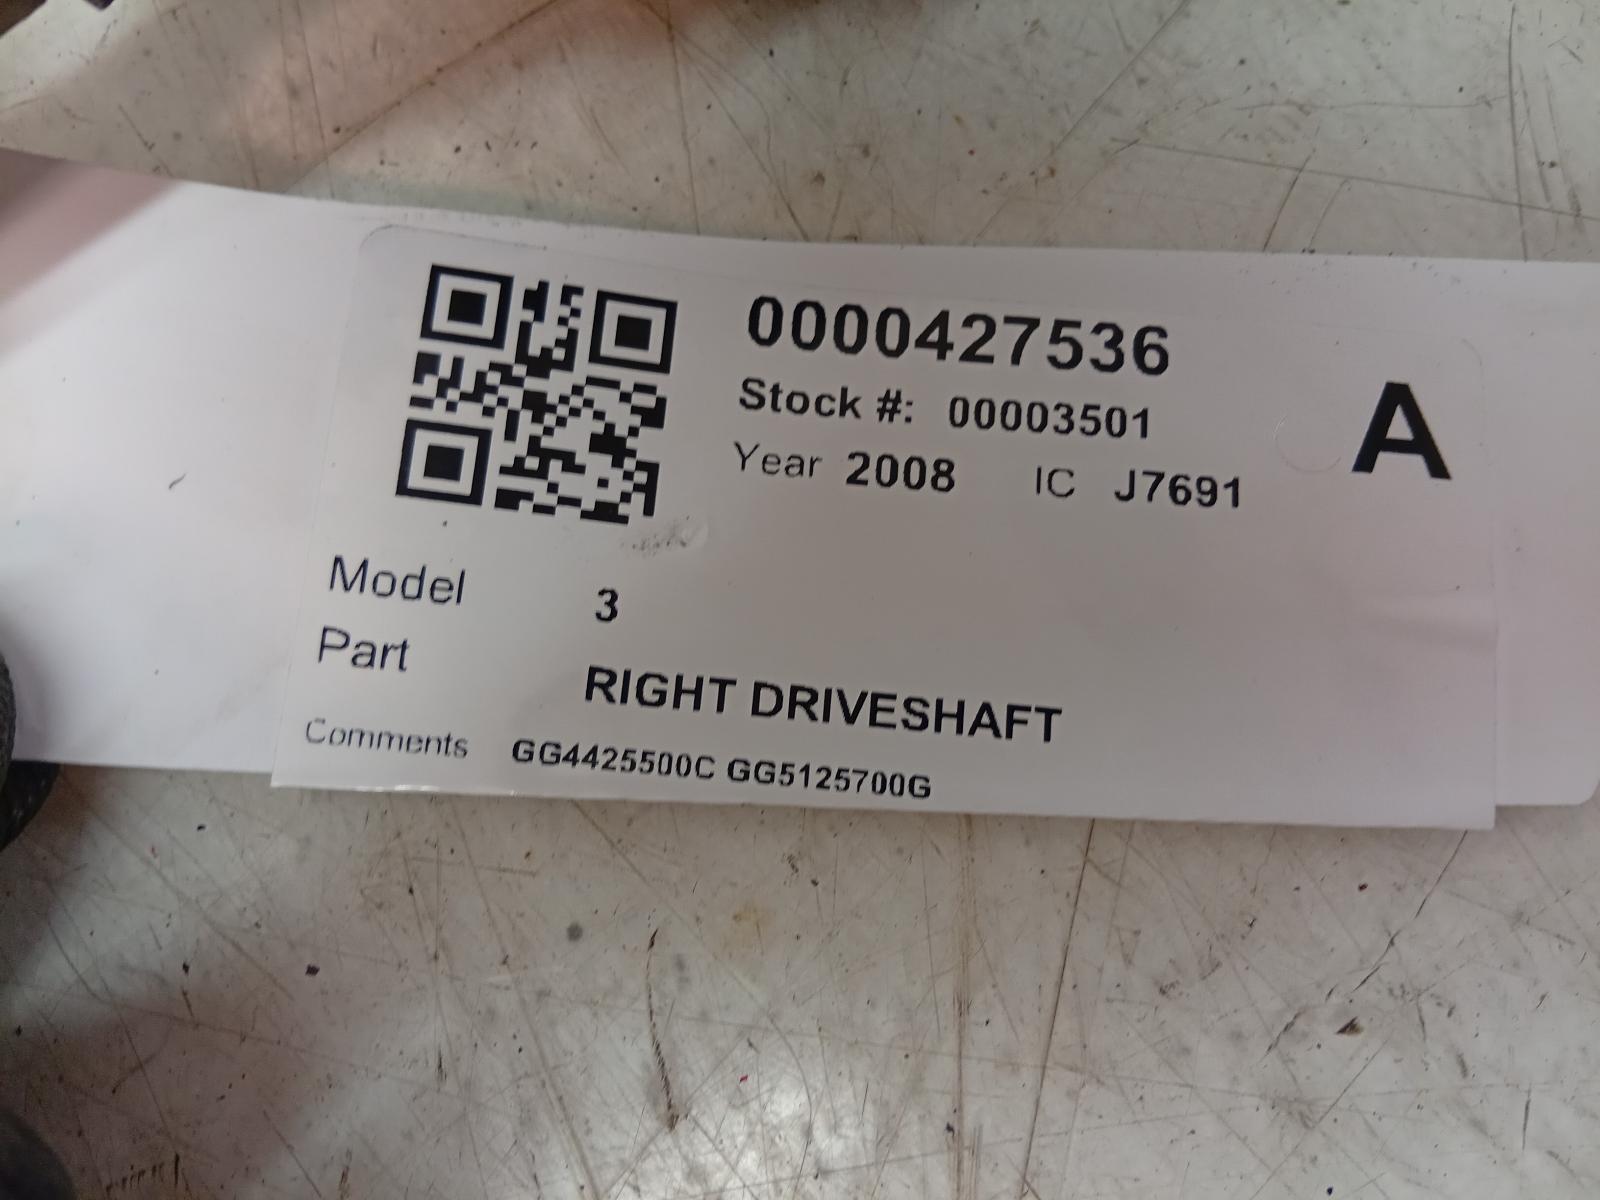 0000427536
Stock #: 00003501
A
Year 2008 IC J7691
Model 3
Part RIGHT DRIVESHAFT
Comments GG4425500C GG5125700G